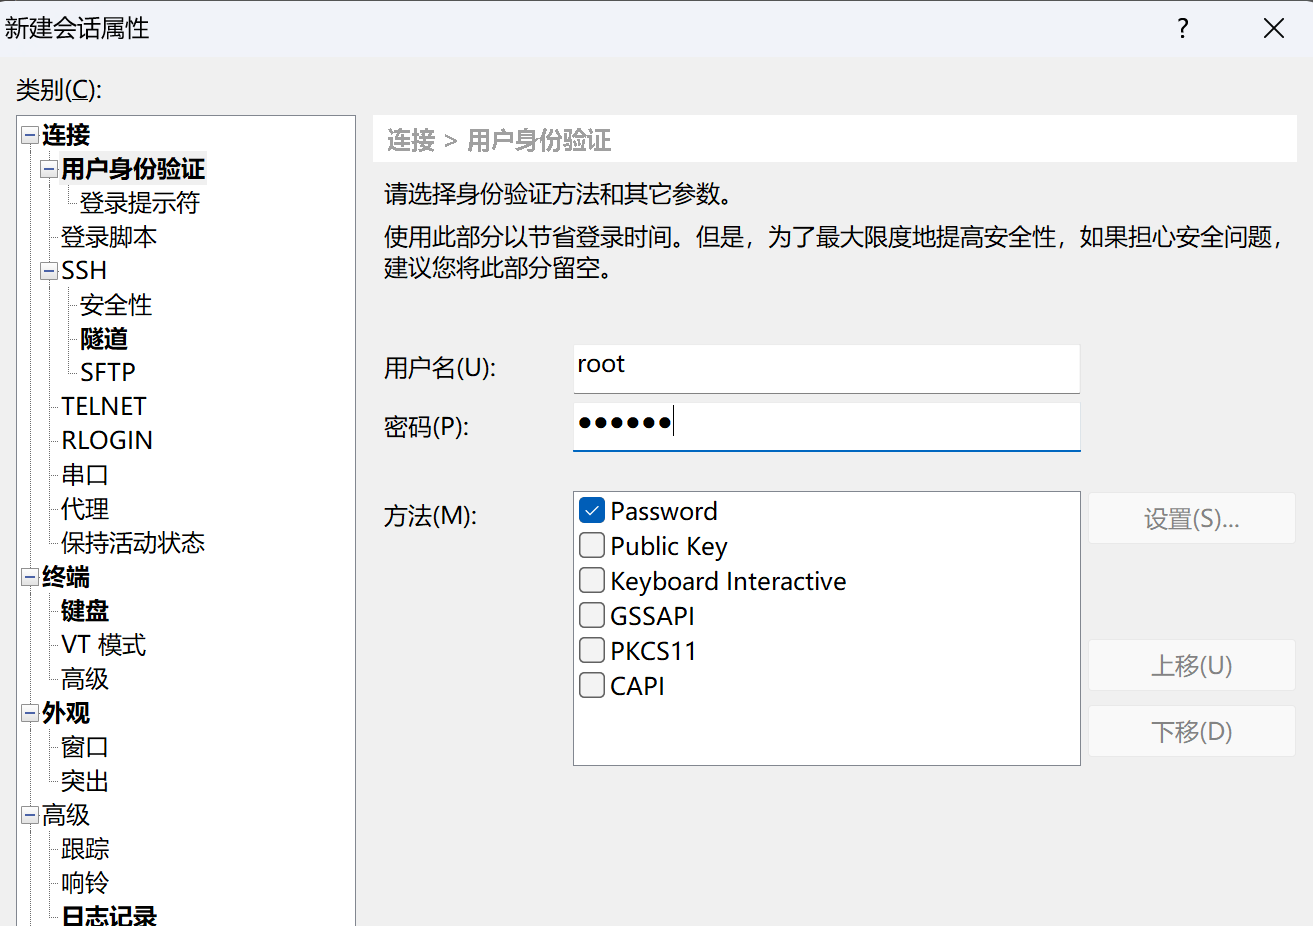 新建会话属性
?
类别(C):
连接
用户身份验证
登录提示符
登录脚本
SSH
安全性
隧道
SFTP
TELNET
RLOGIN
串口
代理
保持活动状态
终端
键盘
VT 模式
高级
外观
窗口
突出
高级
跟踪
响铃
日志记录
连接 > 用户身份验证
请选择身份验证方法和其它参数。
使用此部分以节省登录时间。但是，为了最大限度地提高安全性，如果担心安全问题，
建议您将此部分留空。
用户名(U):
root
密码(P):
●●●●●●
方法(M):
Password
Public Key
Keyboard Interactive
GSSAPI
PKCS11
CAPI
设置(S)...
上移(U)
下移(D)